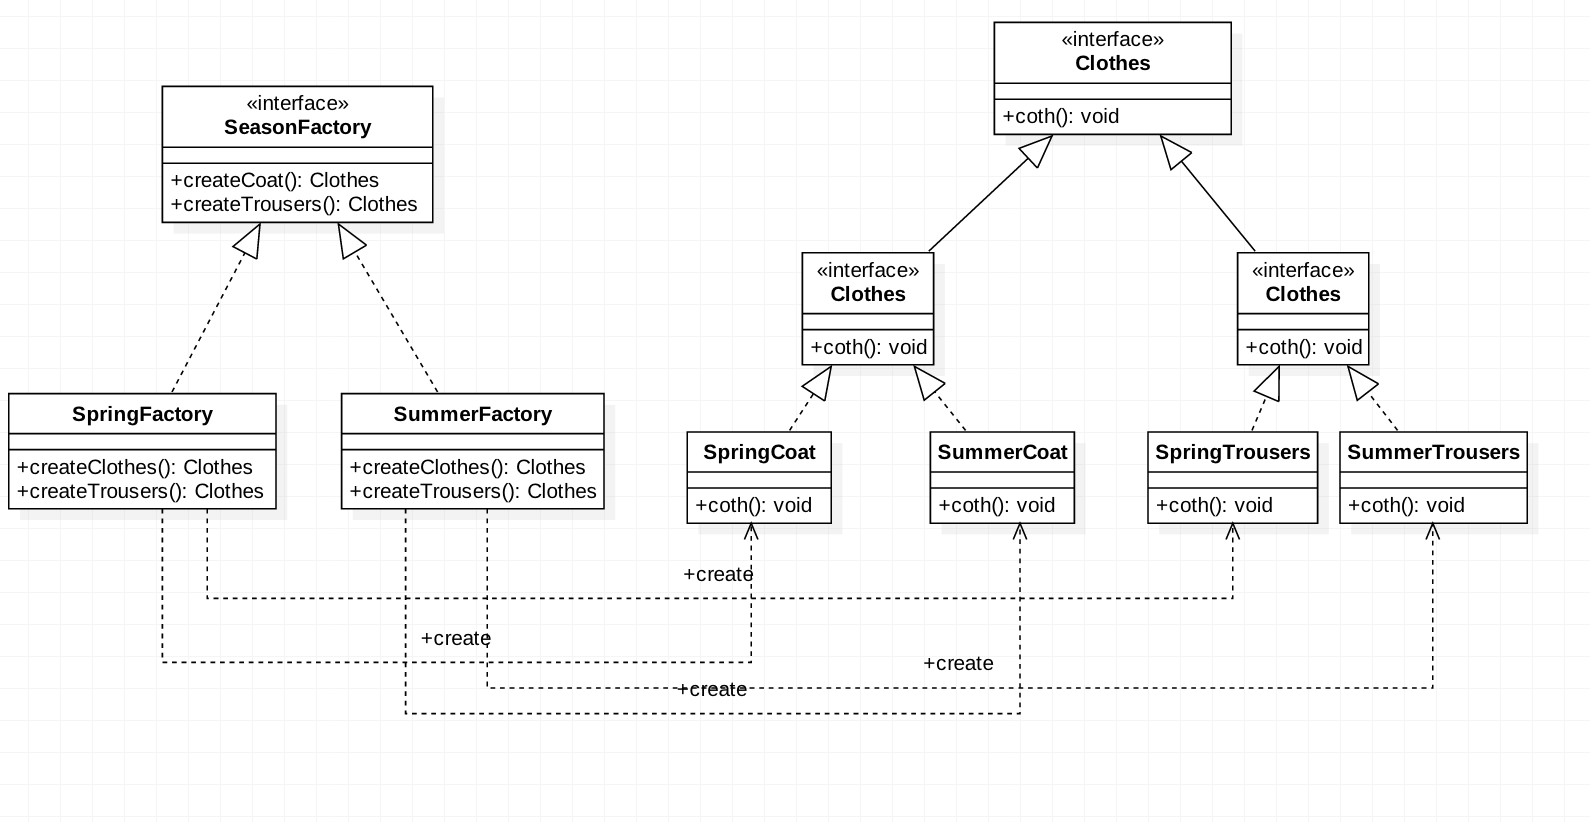 «interface»
Clothes
+coth(): void
«interface»
SeasonFactory
+createCoat(): Clothes
+createTrousers(): Clothes
«interface»
Clothes
+coth(): void
«interface»
Clothes
+coth(): void
SpringFactory
+createClothes(): Clothes
+createTrousers(): Clothes
SummerFactory
+createClothes(): Clothes
+createTrousers(): Clothes
SpringCoat
+coth(): void
SummerCoat
+coth(): void
SpringTrousers
+coth(): void
SummerTrousers
+coth(): void
+create
+create
+create
+create